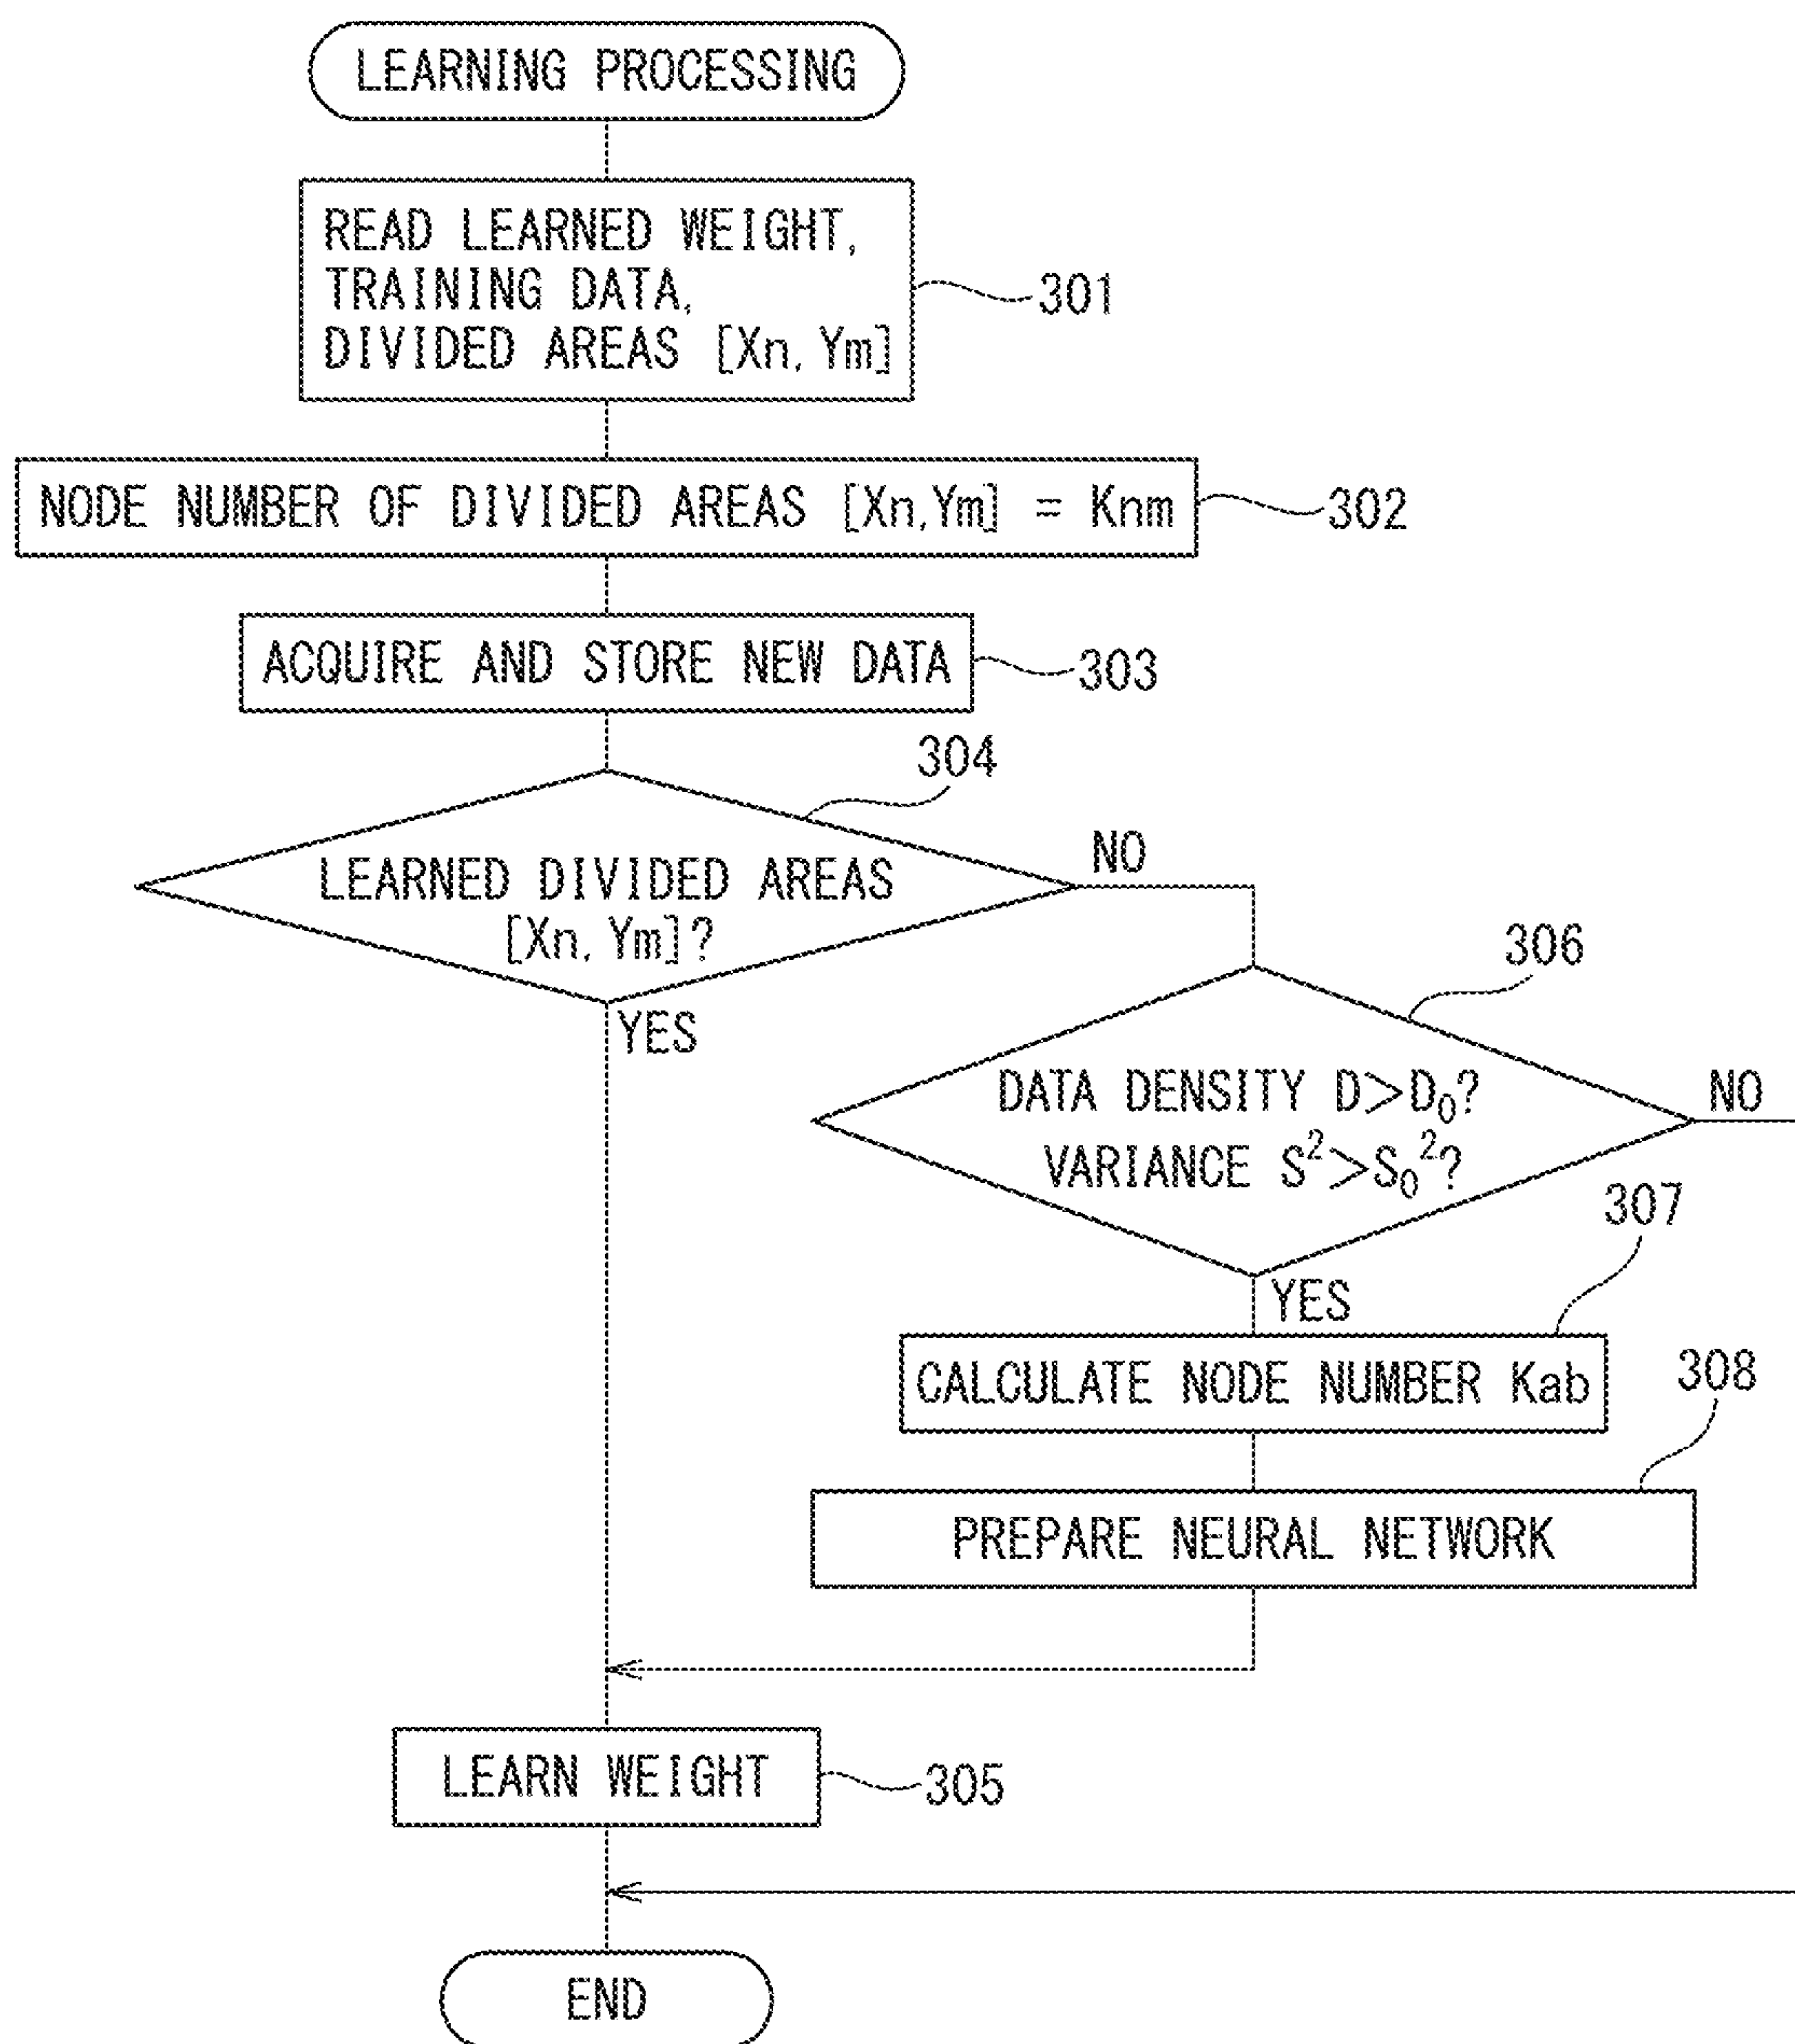 LEARNING PROCESSING
READ LEARNED WEIGHT,
TRAINING DATA,
DIVIDED AREAS [Xn, Ym]
301
NODE NUMBER OF DIVIDED AREAS [Xn,Ym] = Knm
302
ACQUIRE AND STORE NEW DATA
303
304
LEARNED DIVIDED AREAS
[Xn, Ym]?
NO
YES
306
DATA DENSITY D>D₀?
VARIANCE S²>S₀²?
NO
YES
307
CALCULATE NODE NUMBER Kab
308
PREPARE NEURAL NETWORK
LEARN WEIGHT
305
END